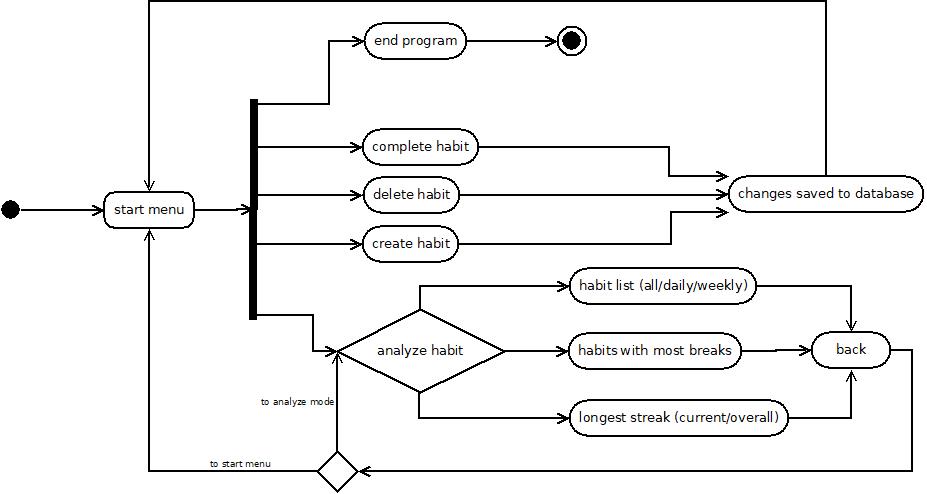 end program
complete habit
delete habit
changes saved to database
start menu
create habit
habit list (all/daily/weekly)
analyze habit
habits with most breaks
back
to analyze mode
longest streak (current/overall)
to start menu